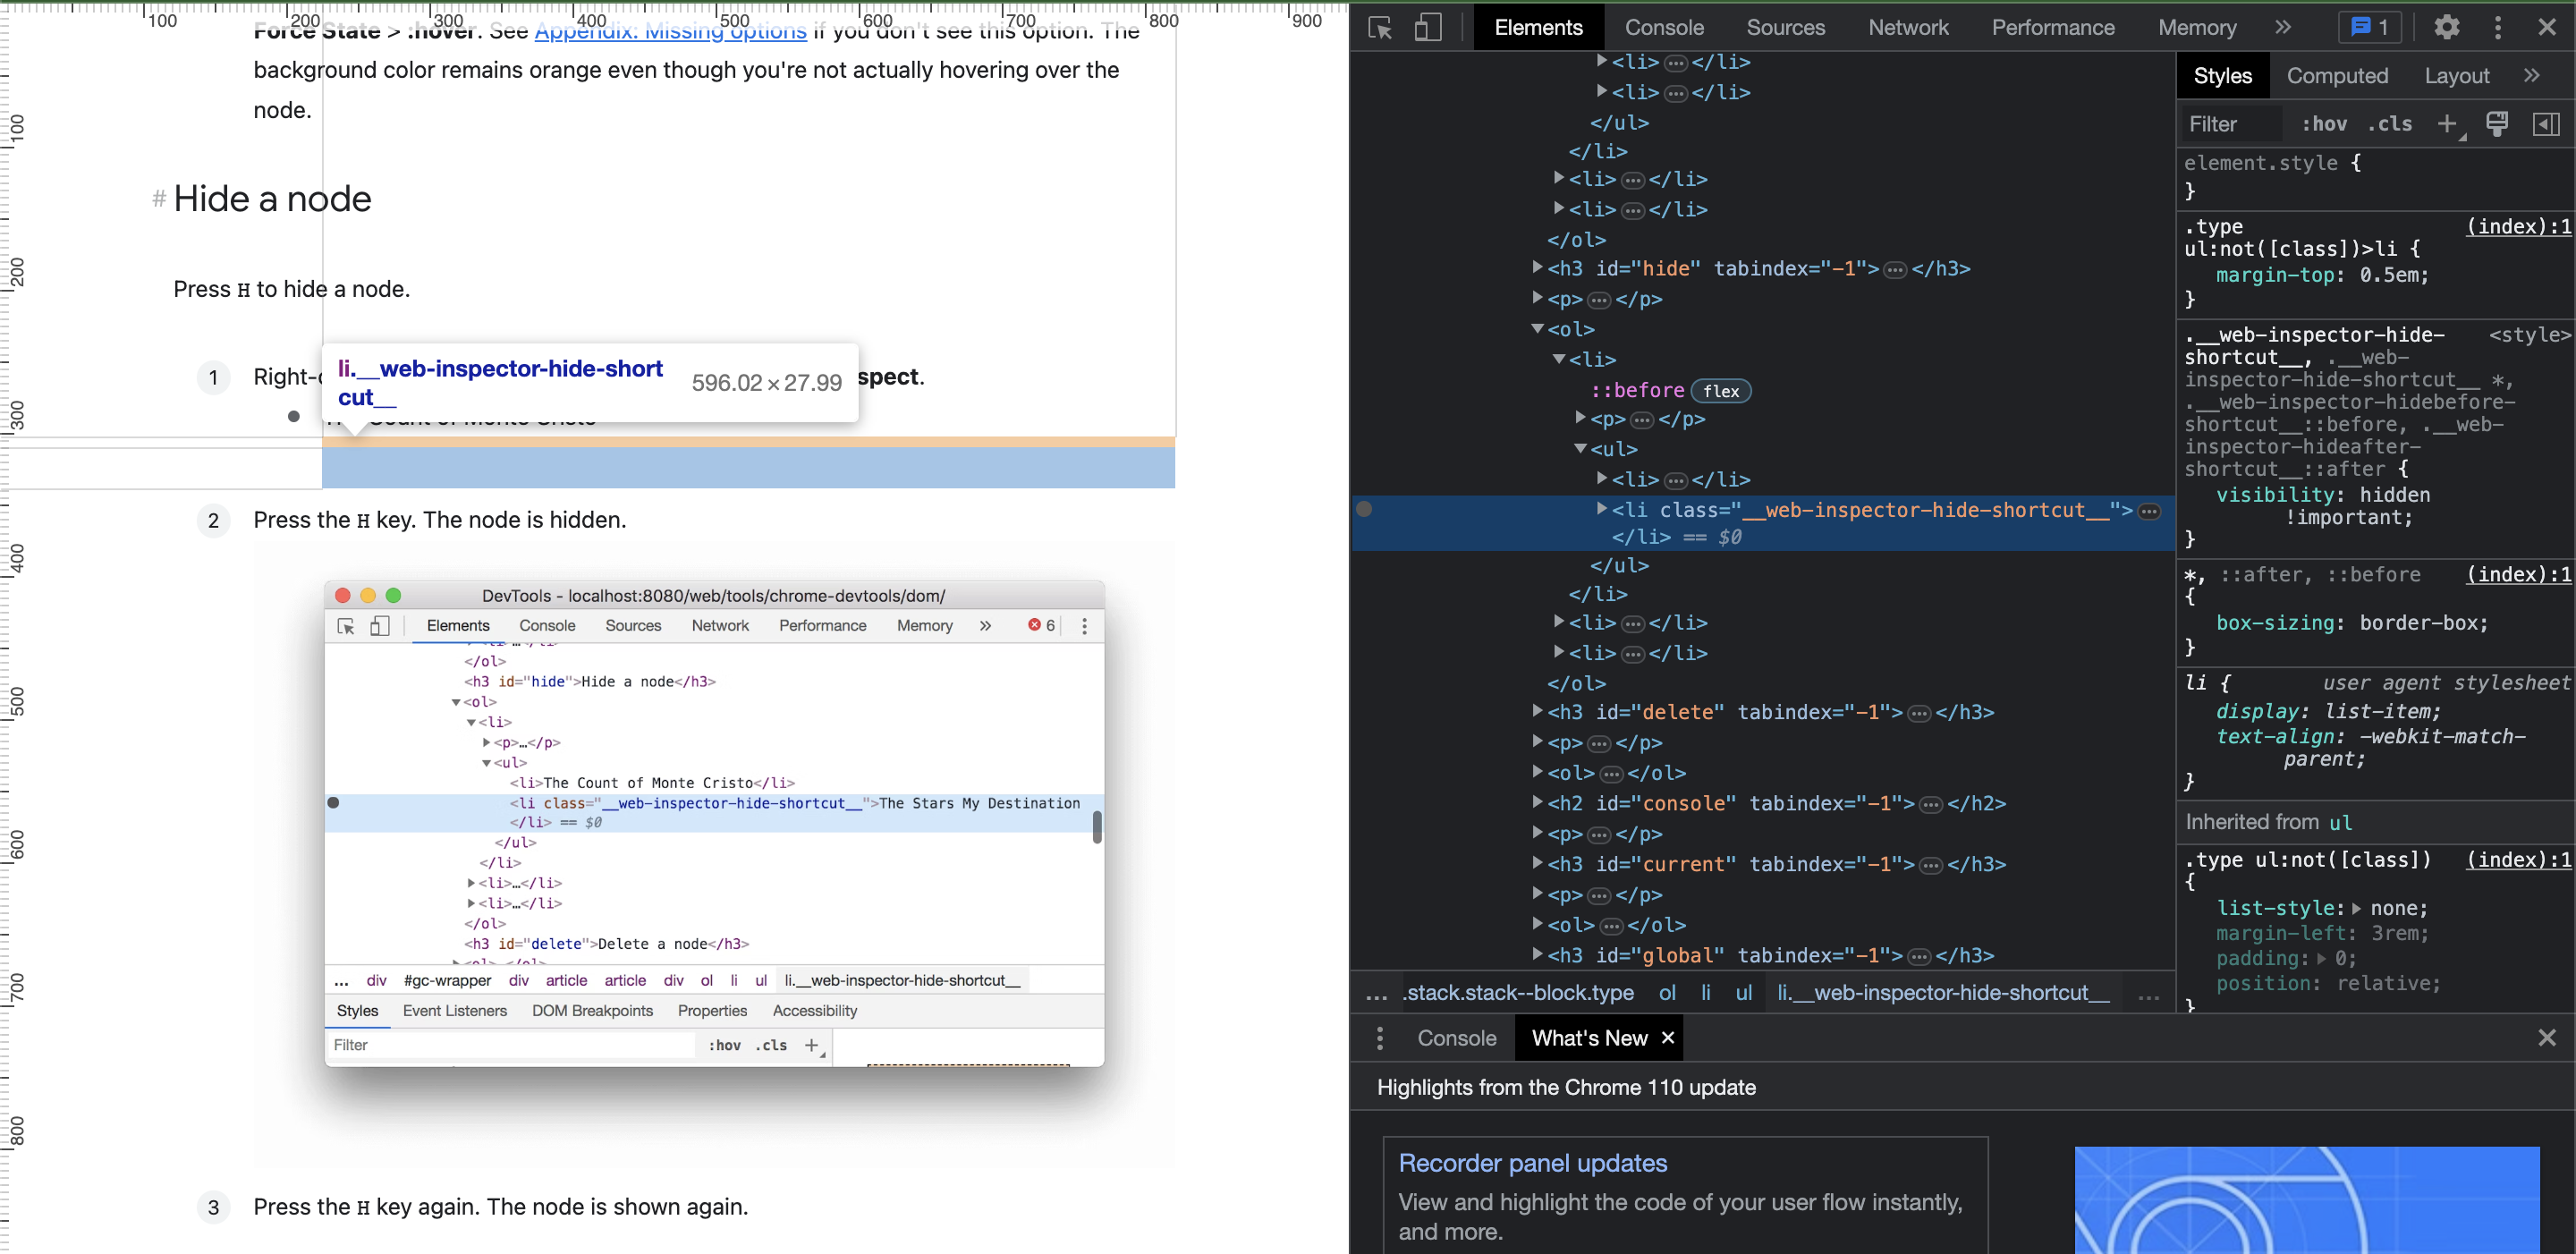 100 200 300 400 500 600 700 800 900
Force State > :hover. See Appendix: Missing options if you don't see this option. The
background color remains orange even though you're not actually hovering over the
node.
100
200
300
400
500
600
700
800
# Hide a node
Press H to hide a node.
1 Right- spect.
li.__web-inspector-hide-short
cut__
596.02 × 27.99
Count of Monte Cristo
2 Press the H key. The node is hidden.
DevTools - localhost:8080/web/tools/chrome-devtools/dom/
Elements Console Sources Network Performance Memory » 6
</ol>
<h3 id="hide">Hide a node</h3>
▼<ol>
▼<li>
▶<p>…</p>
▼<ul>
<li>The Count of Monte Cristo</li>
<li class="__web-inspector-hide-shortcut__">The Stars My Destination
</li> == $0
</ul>
</li>
▶<li>…</li>
▶<li>…</li>
</ol>
<h3 id="delete">Delete a node</h3>
... div #gc-wrapper div article article div ol li ul li.__web-inspector-hide-shortcut__
Styles Event Listeners DOM Breakpoints Properties Accessibility
Filter :hov .cls +
3 Press the H key again. The node is shown again.
Elements Console Sources Network Performance Memory » 1
▶<li>…</li>
▶<li>…</li>
</ul>
</li>
▶<li>…</li>
▶<li>…</li>
</ol>
▶<h3 id="hide" tabindex="-1">…</h3>
▶<p>…</p>
▼<ol>
▼<li>
::before flex
▶<p>…</p>
▼<ul>
▶<li>…</li>
▶<li class="__web-inspector-hide-shortcut__">…
</li> == $0
</ul>
</li>
▶<li>…</li>
▶<li>…</li>
</ol>
▶<h3 id="delete" tabindex="-1">…</h3>
▶<p>…</p>
▶<ol>…</ol>
▶<h2 id="console" tabindex="-1">…</h2>
▶<p>…</p>
▶<h3 id="current" tabindex="-1">…</h3>
▶<p>…</p>
▶<ol>…</ol>
▶<h3 id="global" tabindex="-1">…</h3>
... .stack.stack--block.type ol li ul li.__web-inspector-hide-shortcut__ ...
Styles Computed Layout »
Filter :hov .cls +
element.style {
}
.type (index):1
ul:not([class])>li {
margin-top: 0.5em;
}
.__web-inspector-hide- <style>
shortcut__, .__web-
inspector-hide-shortcut__ *,
.__web-inspector-hidebefore-
shortcut__::before, .__web-
inspector-hideafter-
shortcut__::after {
visibility: hidden
!important;
}
*, ::after, ::before (index):1
{
box-sizing: border-box;
}
li { user agent stylesheet
display: list-item;
text-align: -webkit-match-
parent;
}
Inherited from ul
.type ul:not([class]) (index):1
{
list-style:▶ none;
margin-left: 3rem;
padding:▶ 0;
position: relative;
}
Console What's New ×
Highlights from the Chrome 110 update
Recorder panel updates
View and highlight the code of your user flow instantly,
and more.